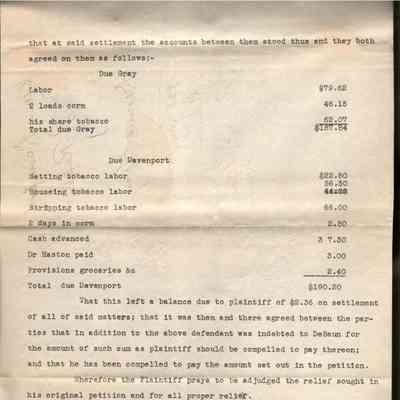 that at said settlement the accounts between them stood thus and they both
agreed on them as follows;-
Due Gray
Labor $79.62
2 loads corn 46.15
his share tobacco 62.07
Total due Gray $187.84
Due Davenport
Setting tobacco labor $22.80
36.30
Houseing tobacco labor
Stripping tobacco labor 66.00
2 days in corn 2.50
Cash advanced 3 7.30
Dr Haston paid 3.00
Provisions groceries &c 2.40
Total due Davenport $190.20
That this left a balance due to plaintiff of $2.36 on settlement
of all of said matters; that it was then and there agreed between the par-
ties that in addition to the above defendant was indebted to DeBaun for
the amount of such sum as plaintiff should be compelled to pay thereon;
and that he has been compelled to pay the amount set out in the petition.
Wherefore the Plaintiff prays to be adjudged the relief sought in
his original petition and for all proper relief.